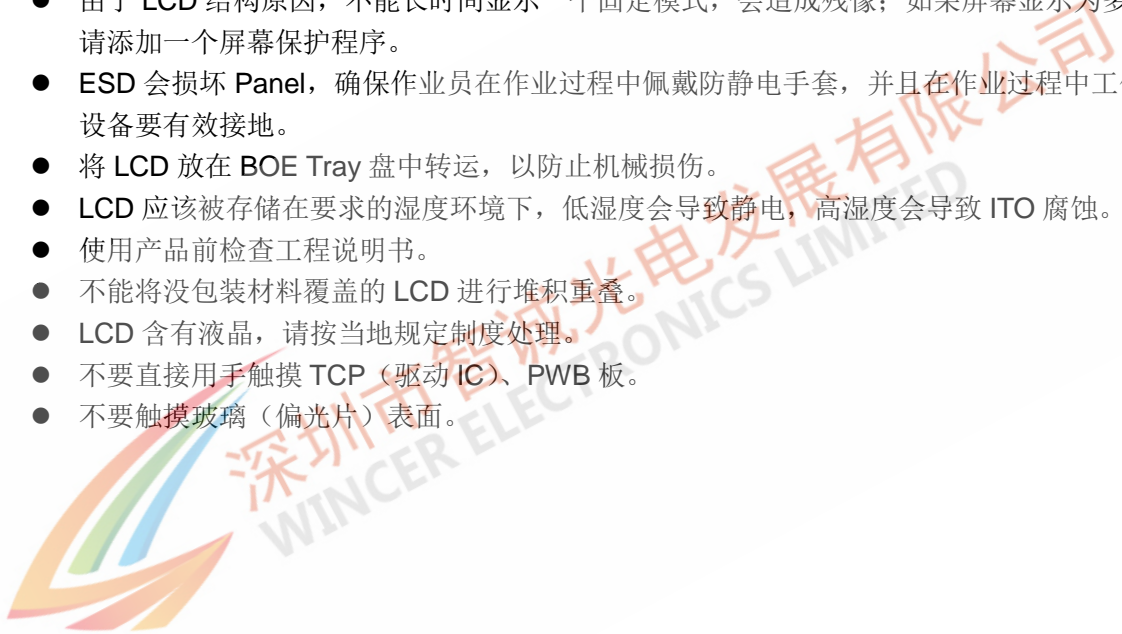 ● 由于 LCD 结构原因，不能长时间显示一个固定模式，会造成残像；如果屏幕显示为
请添加一个屏幕保护程序。
● ESD 会损坏 Panel，确保作业员在作业过程中佩戴防静电手套，并且在作业过程中工
设备要有效接地。
● 将 LCD 放在 BOE Tray 盘中转运，以防止机械损伤。
● LCD 应该被存储在要求的湿度环境下，低湿度会导致静电，高湿度会导致 ITO 腐蚀。
● 使用产品前检查工程说明书。
● 不能将没包装材料覆盖的 LCD 进行堆积重叠。
● LCD 含有液晶，请按当地规定制度处理。
● 不要直接用手触摸 TCP（驱动 IC）、PWB 板。
● 不要触摸玻璃（偏光片）表面。
深圳市智诚光电发展有限公司
WINCER ELECTRONICS LIMITED